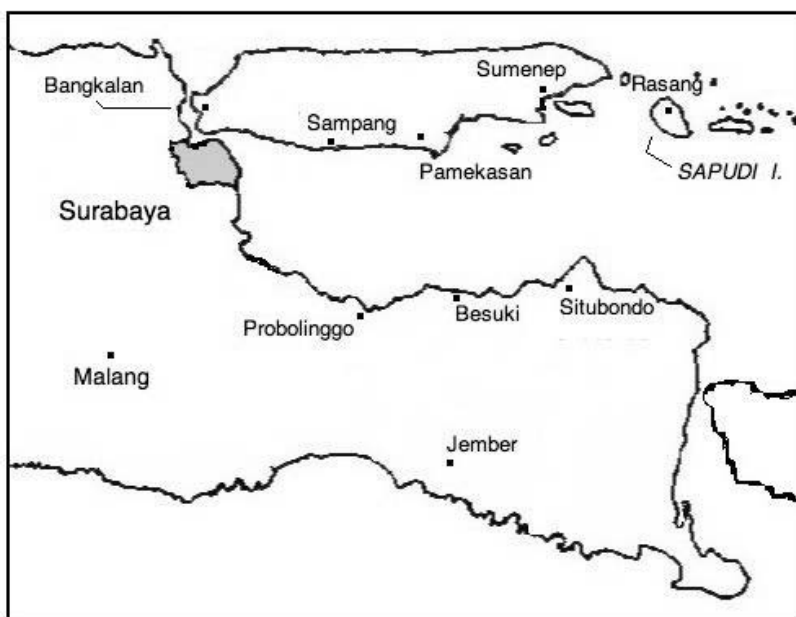 Sumenep
Bangkalan
Rasang
Sampang
Pamekasan
SAPUDI I.
Surabaya
Besuki
Situbondo
Probolinggo
Malang
Jember